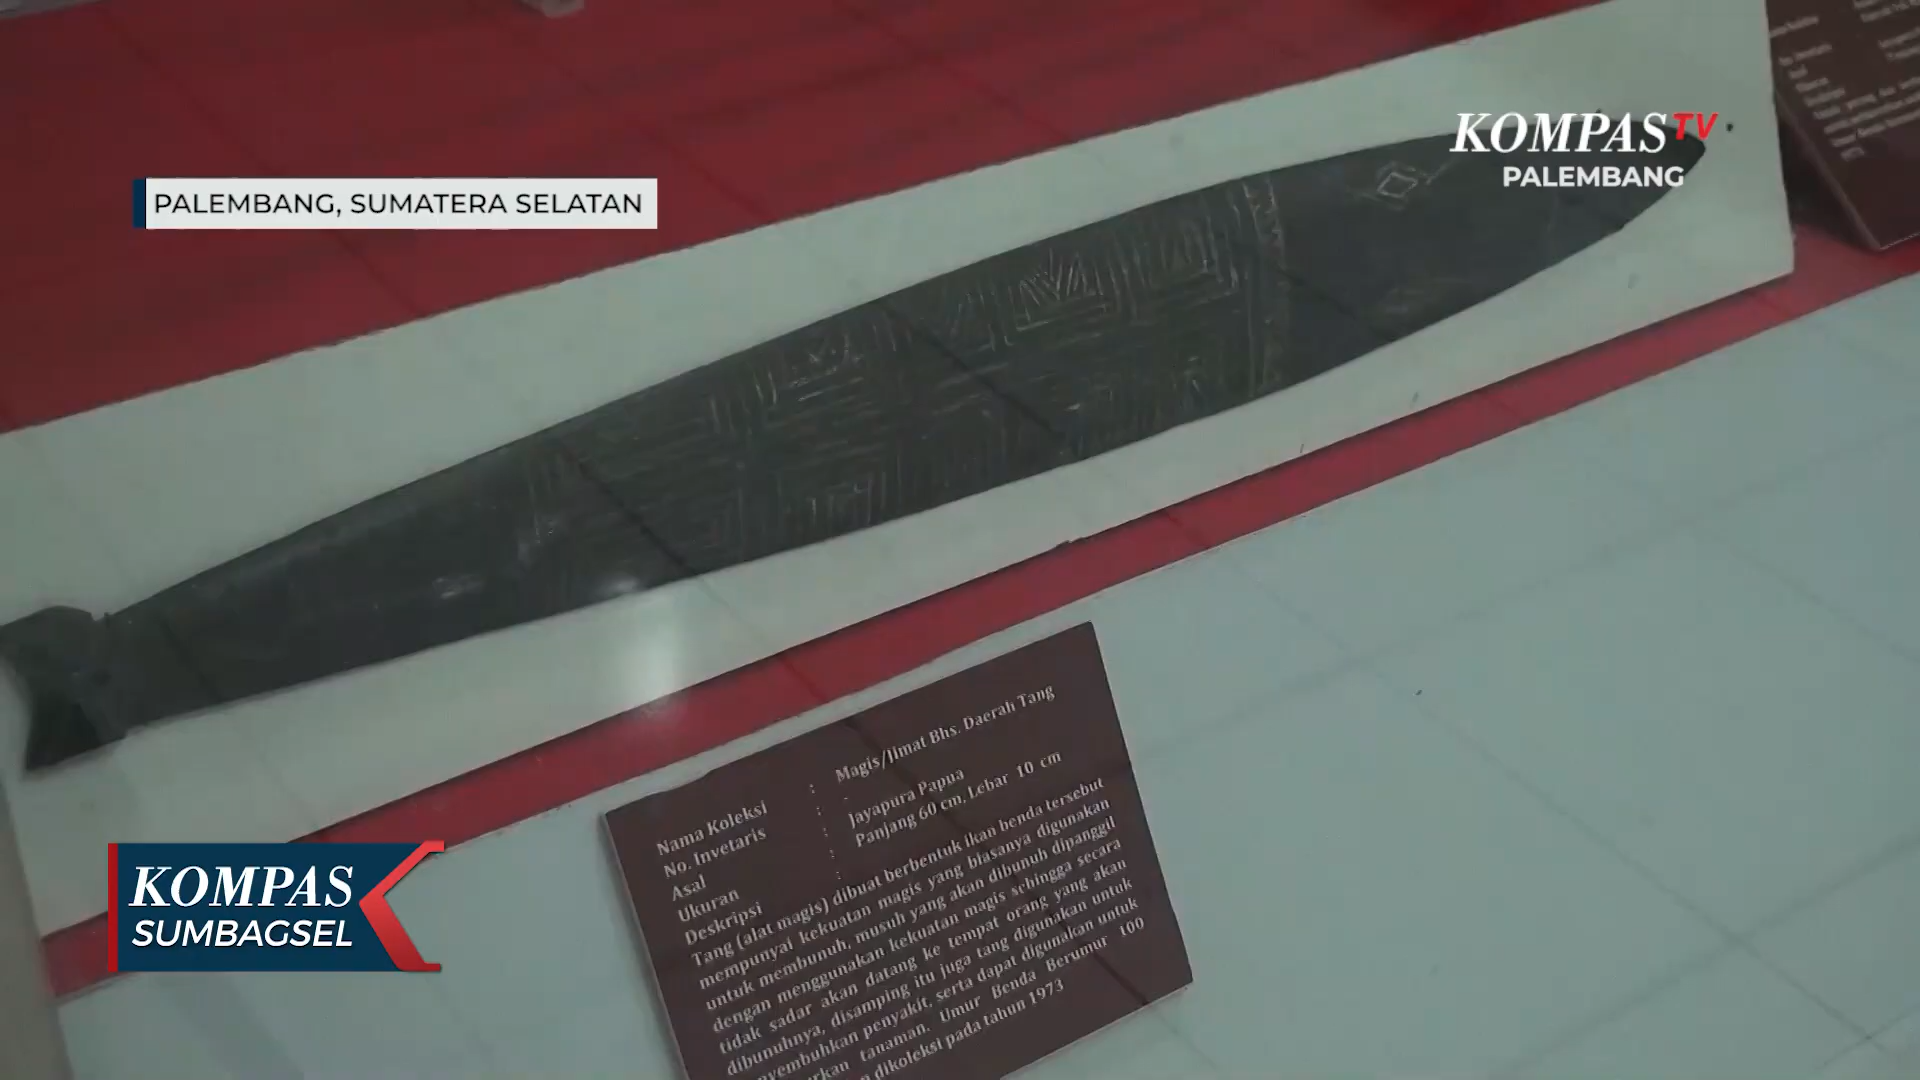 KOMPASTV
PALEMBANG
PALEMBANG, SUMATERA SELATAN
Nama Koleksi : Magis/Jimat Bhs. Daerah Tang
No. Invetaris :
Asal : Jayapura Papua
Ukuran : Panjang 60 cm, Lebar 10 cm
Deskripsi :
Tang (alat magis) dibuat berbentuk ikan benda tersebut
mempunyai kekuatan magis yang biasanya digunakan
untuk membunuh, musuh yang akan dibunuh dipanggil
dengan menggunakan kekuatan magis sehingga secara
tidak sadar akan datang ke tempat orang yang akau
dibunuhnya, disamping itu juga tang digunakan untuk
nyembuhkan penyakit, serta dapat digunakan untuk
urkan tanaman. Umur Benda Berumur 100
dikoleksi pada tahun 1973
KOMPAS
SUMBAGSEL